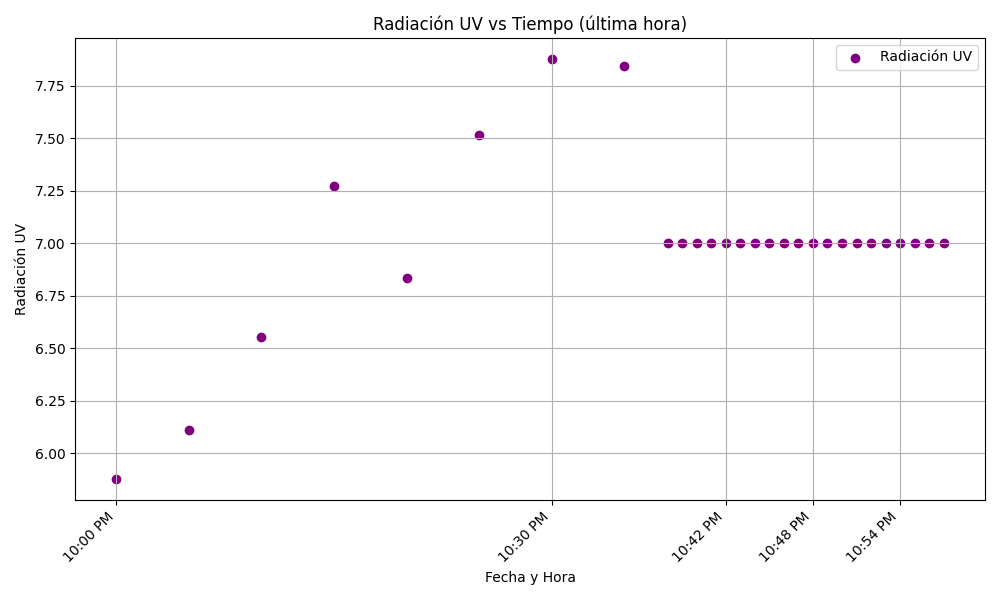 Radiación UV vs Tiempo (última hora)
Radiación UV
7.75
7.50
7.25
7.00
6.75
6.50
6.25
6.00
Radiación UV
10:00 PM
10:30 PM
10:42 PM
10:48 PM
10:54 PM
Fecha y Hora